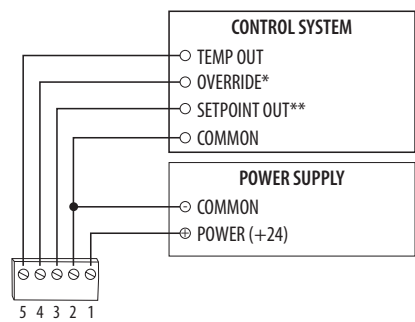 CONTROL SYSTEM
TEMP OUT
OVERRIDE*
SETPOINT OUT**
COMMON
POWER SUPPLY
COMMON
POWER (+24)
5 4 3 2 1